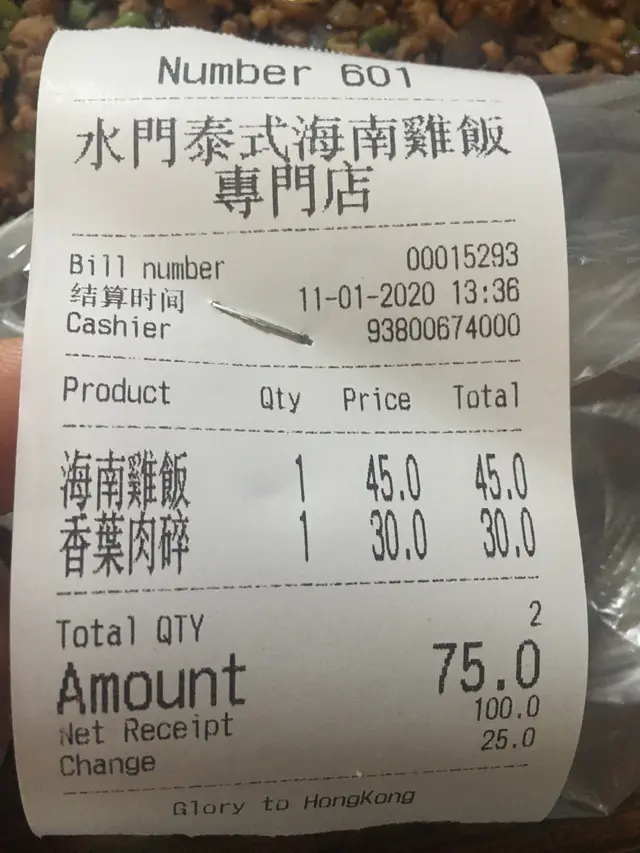 Number 601
水門泰式海南雞飯
專門店
Bill number 00015293
结算时间 11-01-2020 13:36
Cashier 93800674000
Product Qty Price Total
海南雞飯 1 45.0 45.0
香葉肉碎 1 30.0 30.0
Total QTY 2
Amount 75.0
Net Receipt 100.0
Change 25.0
Glory to HongKong